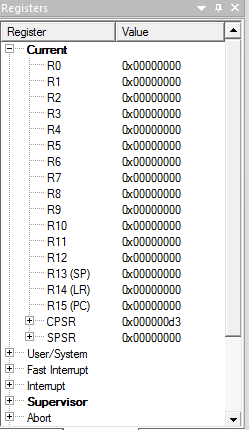 Registers
Register Value
Current
R0 0x00000000
R1 0x00000000
R2 0x00000000
R3 0x00000000
R4 0x00000000
R5 0x00000000
R6 0x00000000
R7 0x00000000
R8 0x00000000
R9 0x00000000
R10 0x00000000
R11 0x00000000
R12 0x00000000
R13 (SP) 0x00000000
R14 (LR) 0x00000000
R15 (PC) 0x00000000
CPSR 0x000000d3
SPSR 0x00000000
User/System
Fast Interrupt
Interrupt
Supervisor
Abort